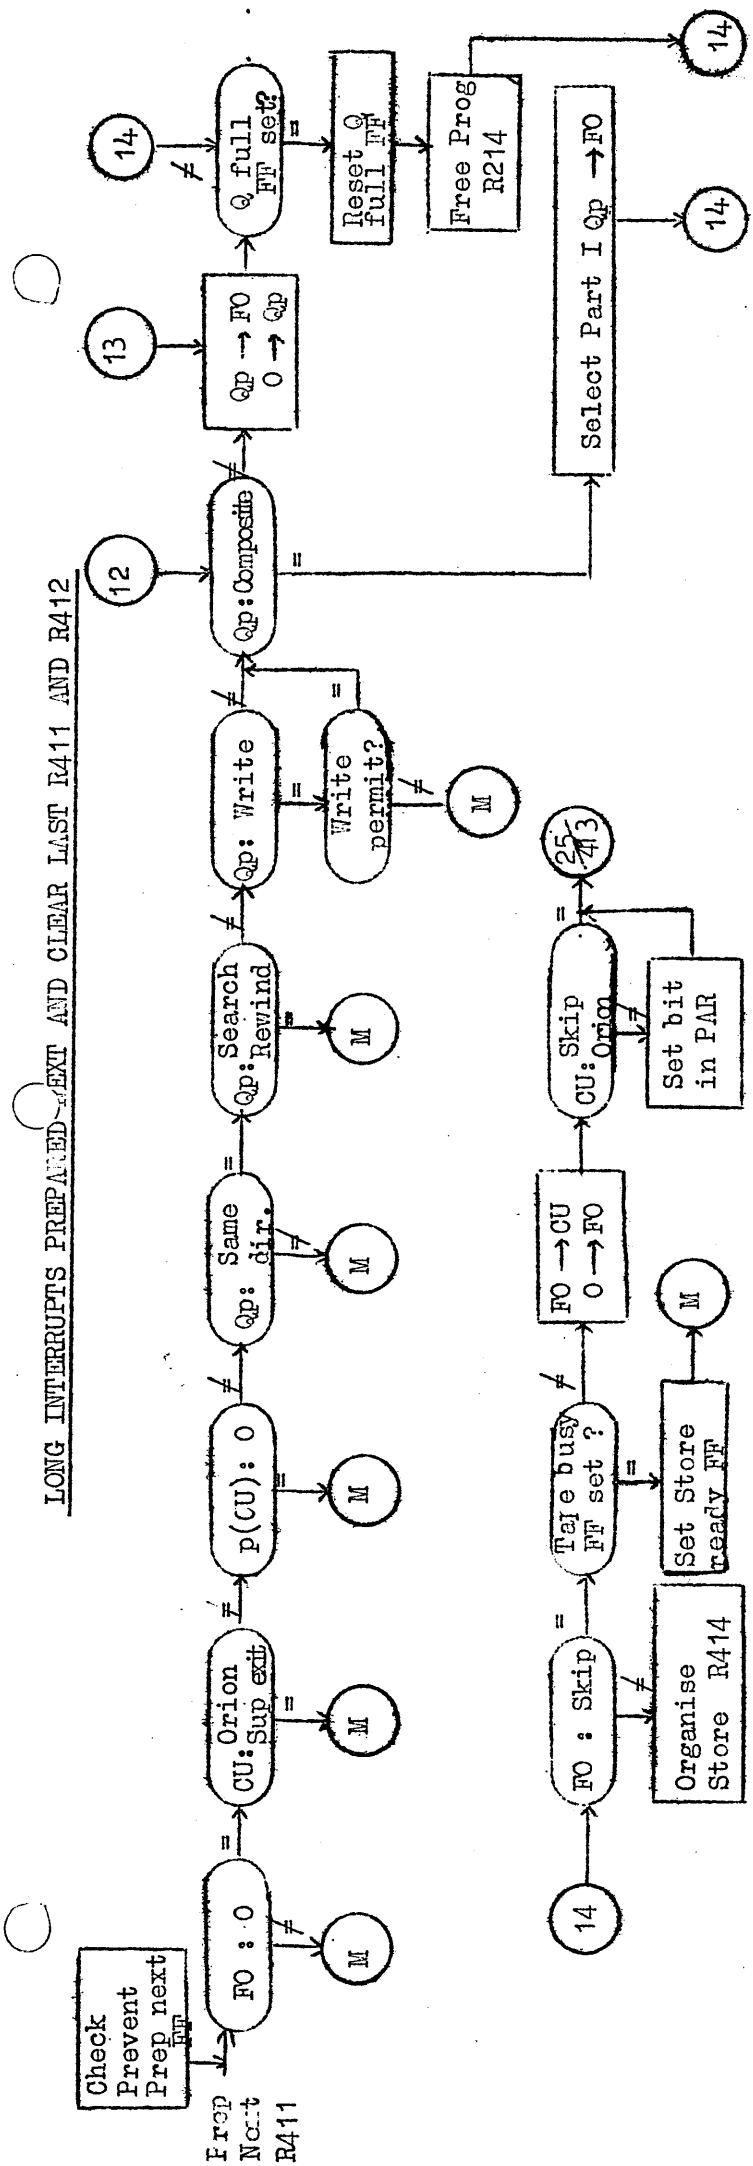 LONG INTERRUPTS PREPARED NEXT AND CLEAR LAST R411 AND R412
Check
Prevent
Prep next
FF
Prep
Next
R411
FO : O
=
≠
M
CU: Orion
Sup exit
≠
=
M
p(CU): O
≠
=
M
Qp: Same
dir.
=
≠
M
Qp: Search
Rewind
≠
=
M
Qp: Write
≠
=
Write
permit?
=
≠
M
12
Qp: Composite
≠
=
13
Qp → FO
O → Qp
14
≠
Q full
FF set?
=
Reset Q
full FF
Free Prog
R214
14
Select Part I Qp → FO
14
14
FO : Skip
=
≠
Organise
Store R414
Tape busy
FF set ?
≠
=
Set Store
ready FF
M
FO → CU
O → FO
CU: Skip
Orion
=
≠
Set bit
in PAR
25/413